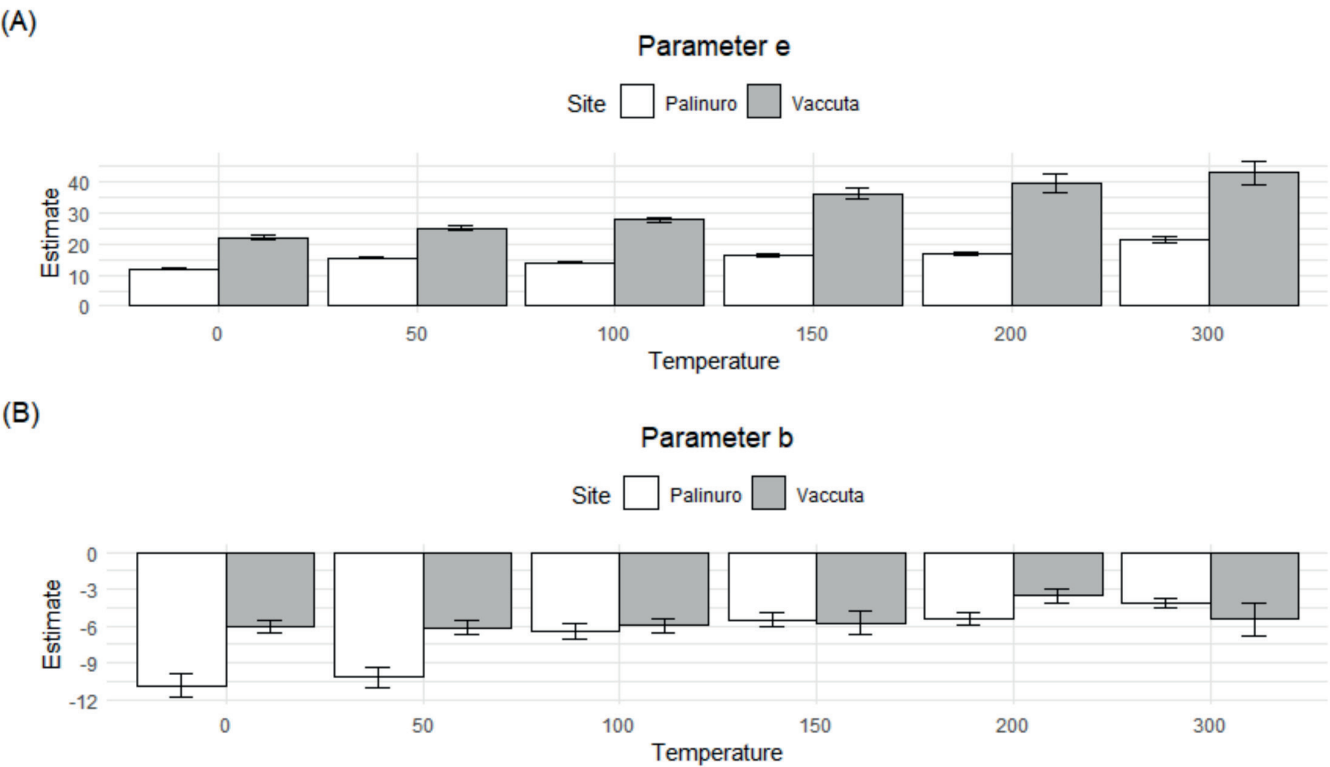 (A)
Parameter e
Site Palinuro Vaccuta
Estimate
40
30
20
10
0
0 50 100 150 200 300
Temperature
(B)
Parameter b
Site Palinuro Vaccuta
Estimate
0
-3
-6
-9
-12
0 50 100 150 200 300
Temperature